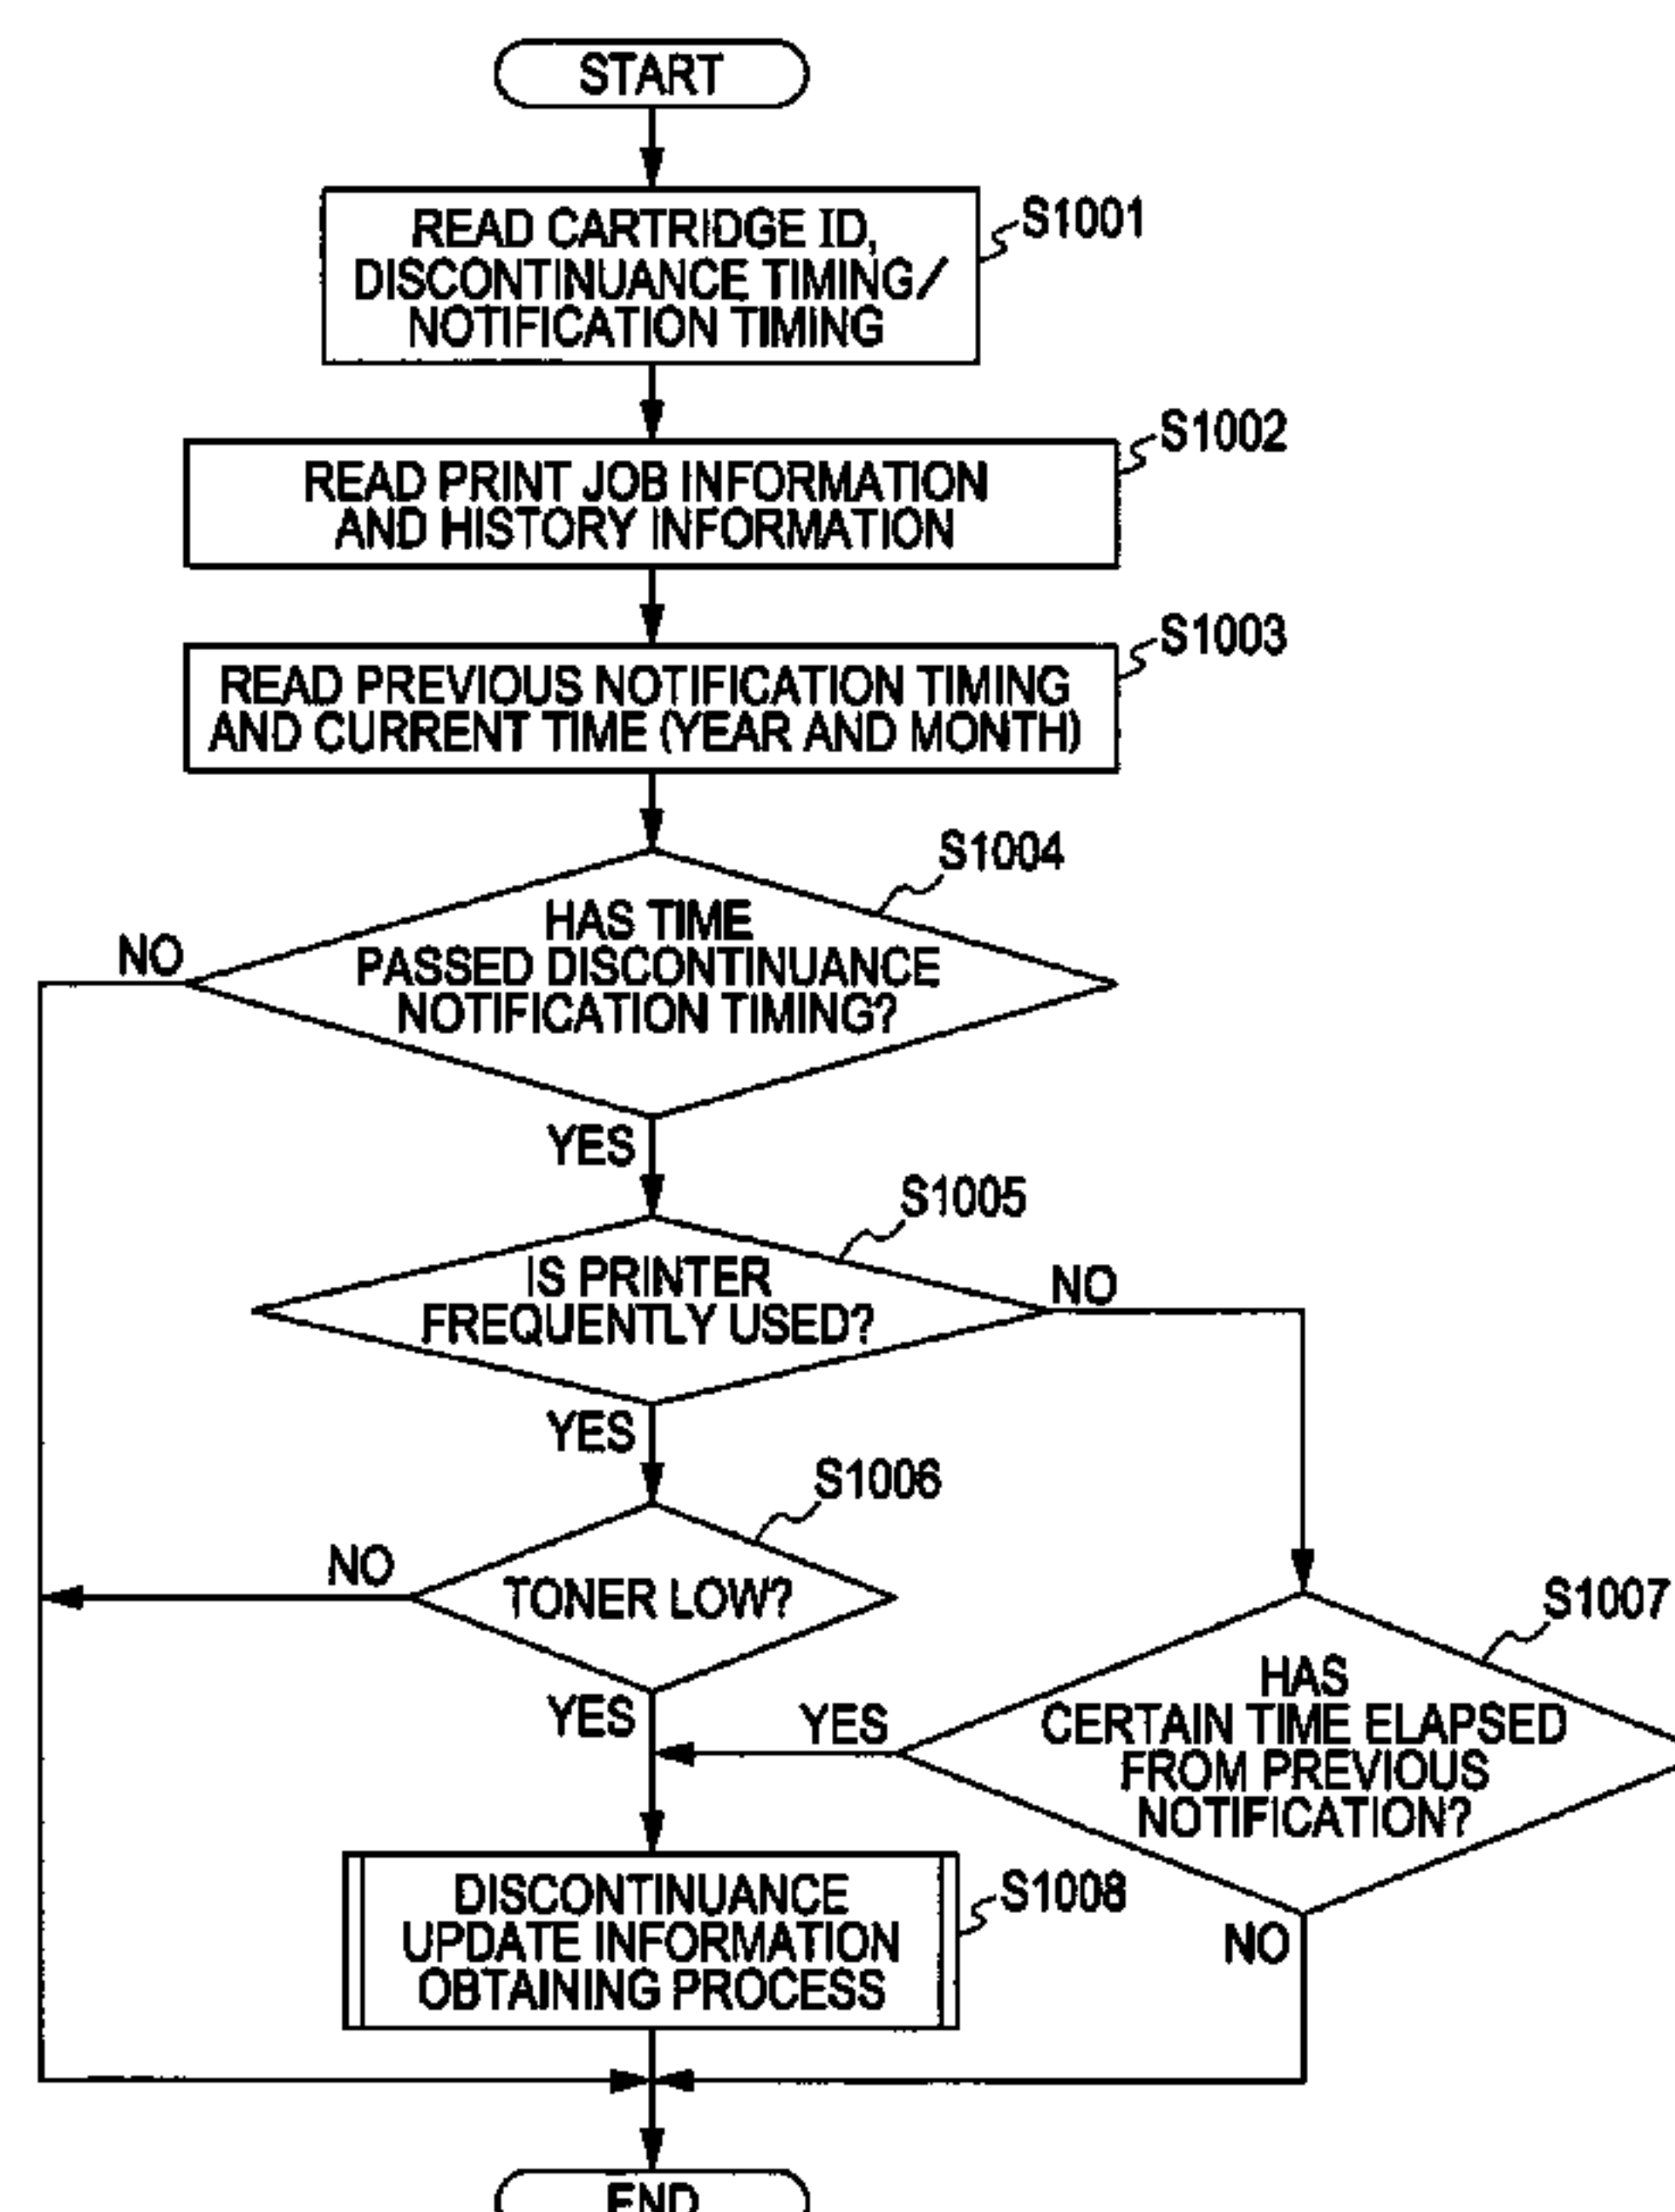 START
READ CARTRIDGE ID,
DISCONTINUANCE TIMING/
NOTIFICATION TIMING
S1001
READ PRINT JOB INFORMATION
AND HISTORY INFORMATION
S1002
READ PREVIOUS NOTIFICATION TIMING
AND CURRENT TIME (YEAR AND MONTH)
S1003
HAS TIME
PASSED DISCONTINUANCE
NOTIFICATION TIMING?
S1004
NO
YES
IS PRINTER
FREQUENTLY USED?
S1005
NO
YES
TONER LOW?
S1006
NO
YES
HAS
CERTAIN TIME ELAPSED
FROM PREVIOUS
NOTIFICATION?
S1007
YES
NO
DISCONTINUANCE
UPDATE INFORMATION
OBTAINING PROCESS
S1008
END